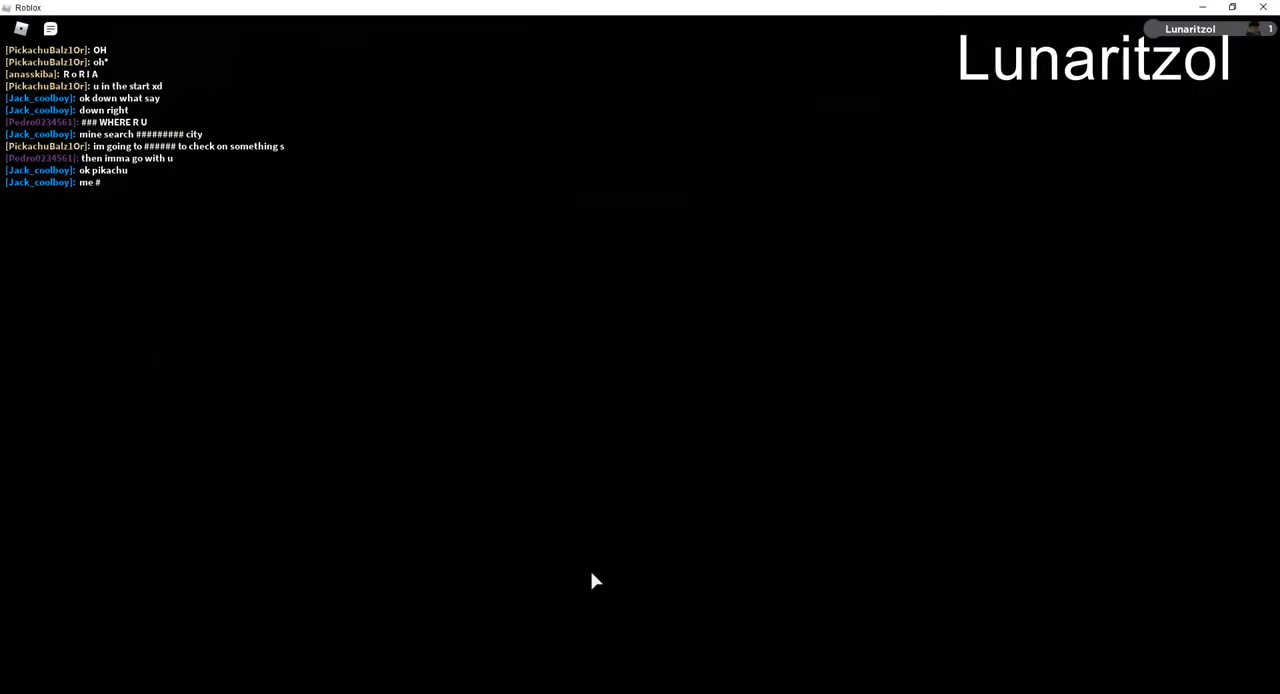 Roblox
Lunaritzol 1
Lunaritzol
[PickachuBalz1Or]: OH
[PickachuBalz1Or]: oh*
[anasskiba]: R o R I A
[PickachuBalz1Or]: u in the start xd
[Jack_coolboy]: ok down what say
[Jack_coolboy]: down right
[Pedro0234561]: ### WHERE R U
[Jack_coolboy]: mine search ######### city
[PickachuBalz1Or]: im going to ###### to check on something s
[Pedro0234561]: then imma go with u
[Jack_coolboy]: ok pikachu
[Jack_coolboy]: me #